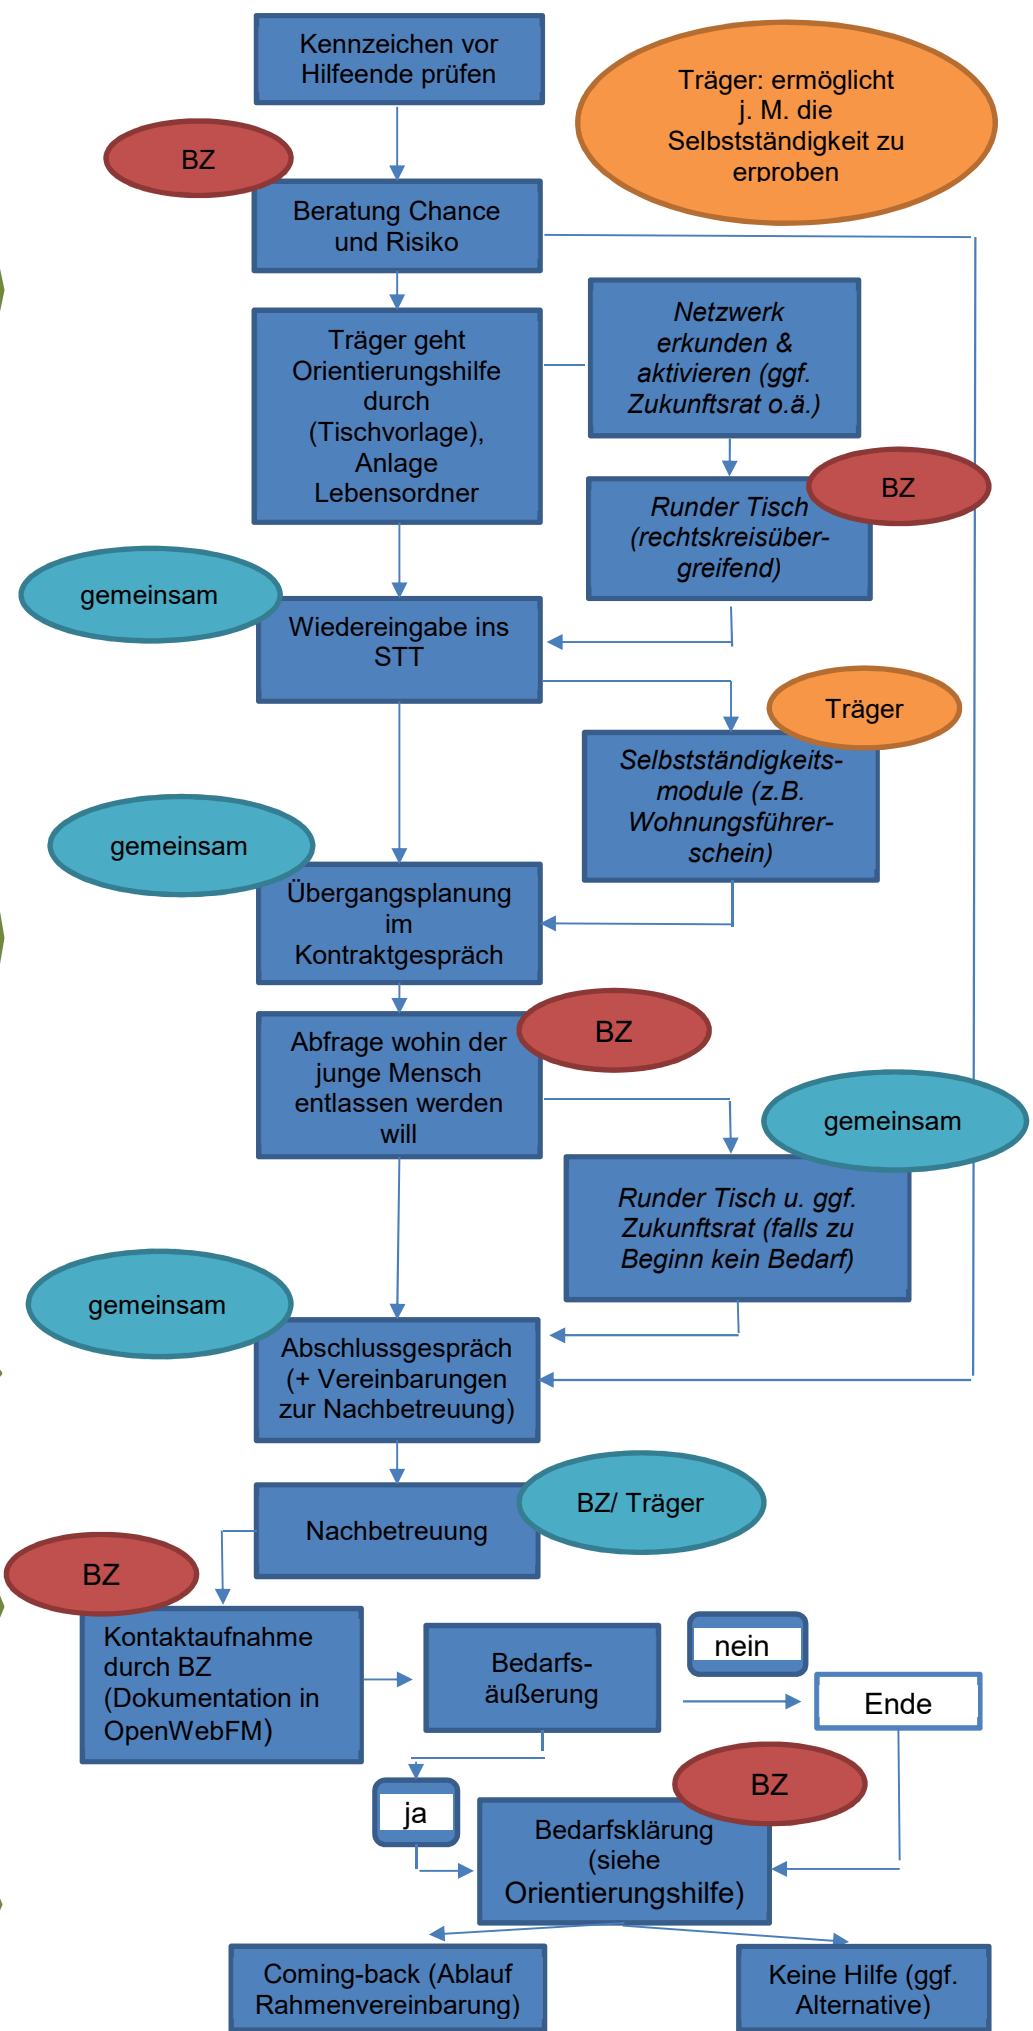 Kennzeichen vor
Hilfeende prüfen
Träger: ermöglicht
j. M. die
Selbstständigkeit zu
erproben
BZ
Beratung Chance
und Risiko
Träger geht
Orientierungshilfe
durch
(Tischvorlage),
Anlage
Lebensordner
Netzwerk
erkunden &
aktivieren (ggf.
Zukunftsrat o.ä.)
BZ
Runder Tisch
(rechtskreisüber-
greifend)
gemeinsam
Wiedereingabe ins
STT
Träger
Selbstständigkeits-
module (z.B.
Wohnungsführer-
schein)
gemeinsam
Übergangsplanung
im
Kontraktgespräch
BZ
Abfrage wohin der
junge Mensch
entlassen werden
will
gemeinsam
Runder Tisch u. ggf.
Zukunftsrat (falls zu
Beginn kein Bedarf)
gemeinsam
Abschlussgespräch
(+ Vereinbarungen
zur Nachbetreuung)
BZ/ Träger
Nachbetreuung
BZ
Kontaktaufnahme
durch BZ
(Dokumentation in
OpenWebFM)
Bedarfs-
äußerung
nein
Ende
ja
BZ
Bedarfsklärung
(siehe
Orientierungshilfe)
Coming-back (Ablauf
Rahmenvereinbarung)
Keine Hilfe (ggf.
Alternative)